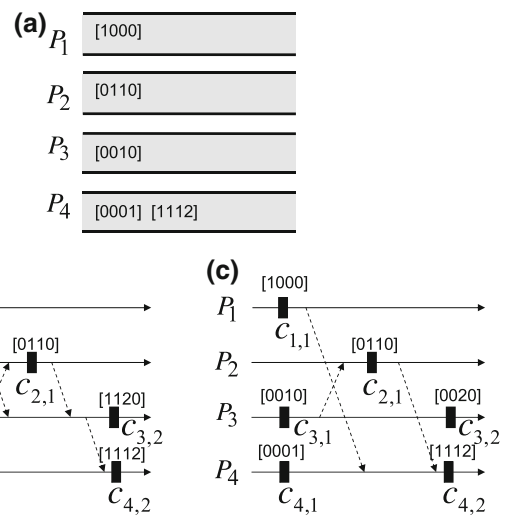 (a)
P1 [1000]
P2 [0110]
P3 [0010]
P4 [0001] [1112]
[0110]
c2,1
[1120]
c3,2
[1112]
c4,2
(c)
[1000]
P1
c1,1
[0110]
P2
c2,1
[0010] [0020]
P3
c3,1 c3,2
[0001] [1112]
P4
c4,1 c4,2